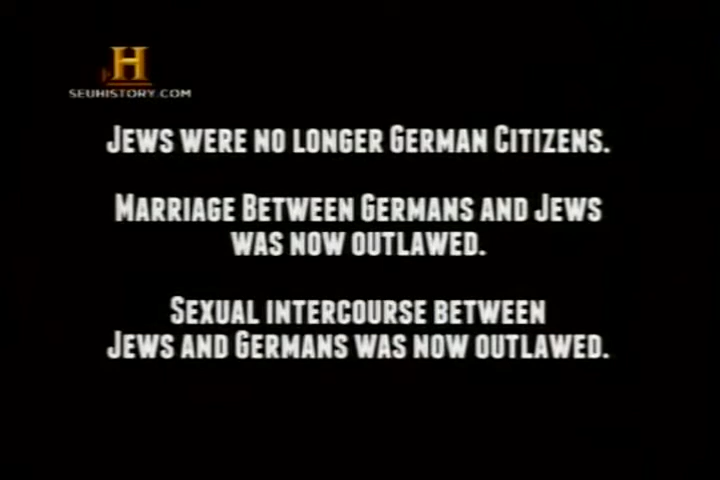 H
SEUHISTORY.COM
JEWS WERE NO LONGER GERMAN CITIZENS.
MARRIAGE BETWEEN GERMANS AND JEWS
WAS NOW OUTLAWED.
SEXUAL INTERCOURSE BETWEEN
JEWS AND GERMANS WAS NOW OUTLAWED.